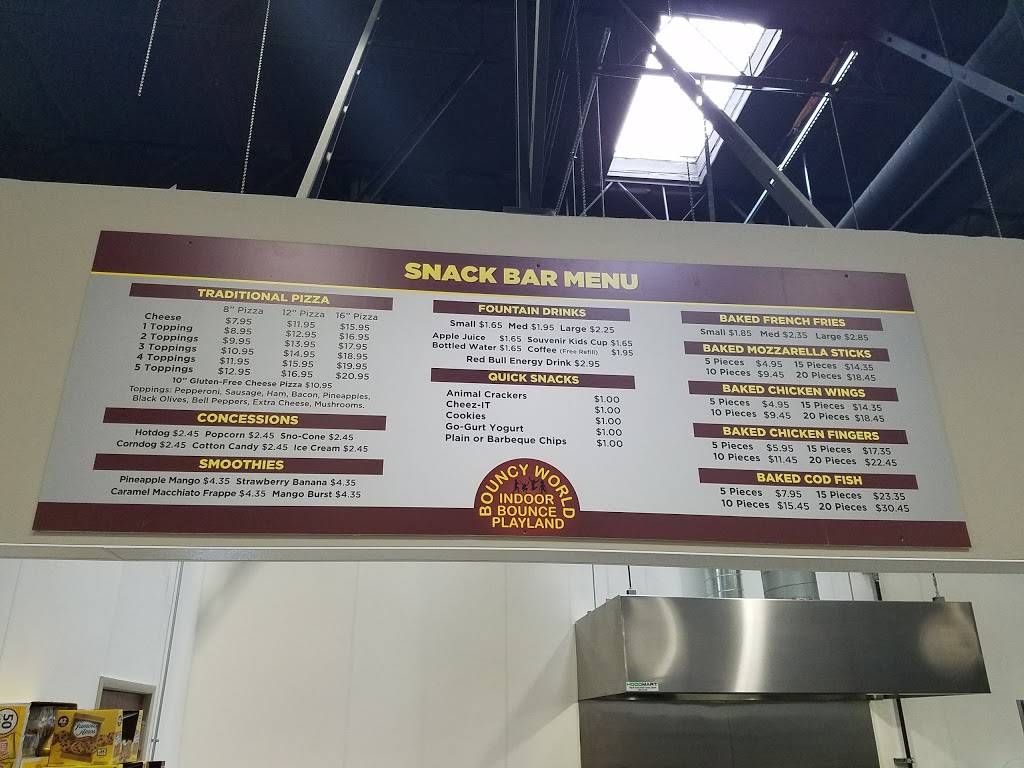 SNACK BAR MENU
TRADITIONAL PIZZA
8" Pizza 12" Pizza 16" Pizza
Cheese $7.95 $11.95 $15.95
1 Topping $8.95 $12.95 $16.95
2 Toppings $9.95 $13.95 $17.95
3 Toppings $10.95 $14.95 $18.95
4 Toppings $11.95 $15.95 $19.95
5 Toppings $12.95 $16.95 $20.95
10" Gluten-Free Cheese Pizza $10.95
Toppings: Pepperoni, Sausage, Ham, Bacon, Pineapples,
Black Olives, Bell Peppers, Extra Cheese, Mushrooms.
CONCESSIONS
Hotdog $2.45 Popcorn $2.45 Sno-Cone $2.45
Corndog $2.45 Cotton Candy $2.45 Ice Cream $2.45
SMOOTHIES
Pineapple Mango $4.35 Strawberry Banana $4.35
Caramel Macchiato Frappe $4.35 Mango Burst $4.35
FOUNTAIN DRINKS
Small $1.65 Med $1.95 Large $2.25
Apple Juice $1.65 Souvenir Kids Cup $1.65
Bottled Water $1.65 Coffee (Free Refill) $1.95
Red Bull Energy Drink $2.95
QUICK SNACKS
Animal Crackers $1.00
Cheez-IT $1.00
Cookies $1.00
Go-Gurt Yogurt $1.00
Plain or Barbeque Chips $1.00
BOUNCY WORLD
INDOOR
BOUNCE
PLAYLAND
BAKED FRENCH FRIES
Small $1.85 Med $2.35 Large $2.85
BAKED MOZZARELLA STICKS
5 Pieces $4.95 15 Pieces $14.35
10 Pieces $9.45 20 Pieces $18.45
BAKED CHICKEN WINGS
5 Pieces $4.95 15 Pieces $14.35
10 Pieces $9.45 20 Pieces $18.45
BAKED CHICKEN FINGERS
5 Pieces $5.95 15 Pieces $17.35
10 Pieces $11.45 20 Pieces $22.45
BAKED COD FISH
5 Pieces $7.95 15 Pieces $23.35
10 Pieces $15.45 20 Pieces $30.45
HOODMART
50
42
Famous
Amos